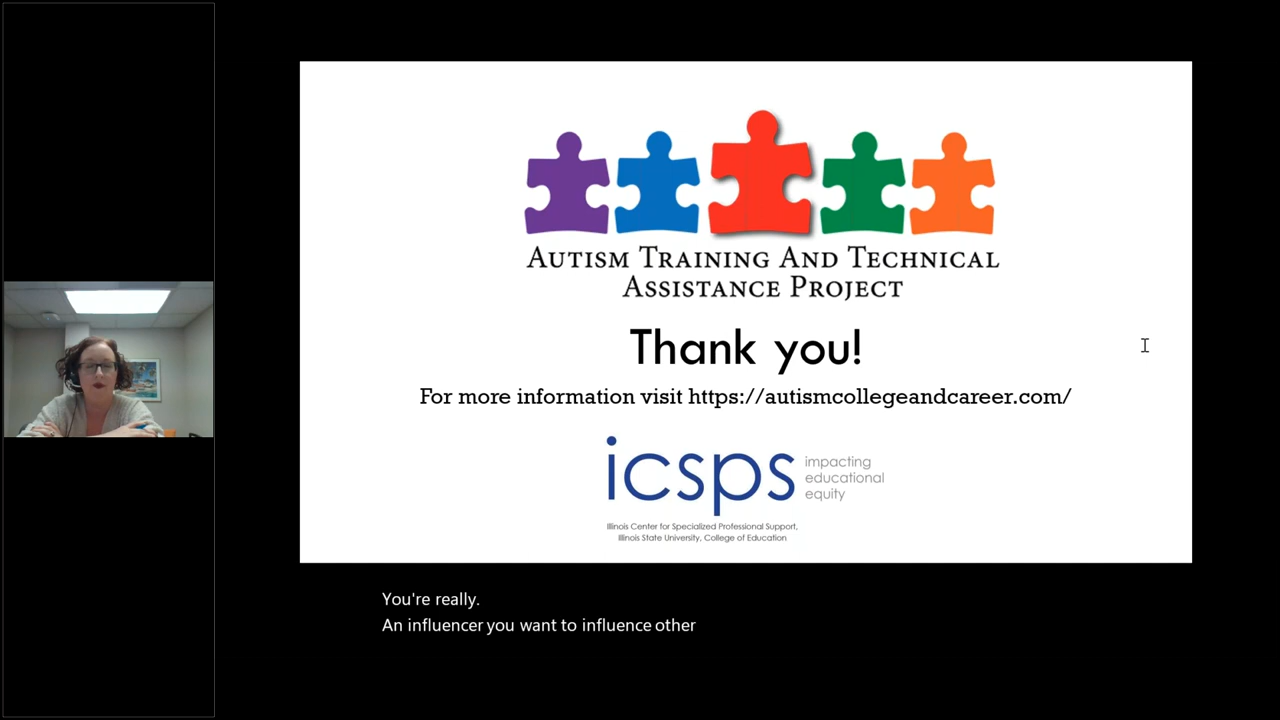 AUTISM TRAINING AND TECHNICAL
ASSISTANCE PROJECT
Thank you!
For more information visit https://autismcollegeandcareer.com/
icsps
impacting
educational
equity
Illinois Center for Specialized Professional Support,
Illinois State University, College of Education
You're really.
An influencer you want to influence other